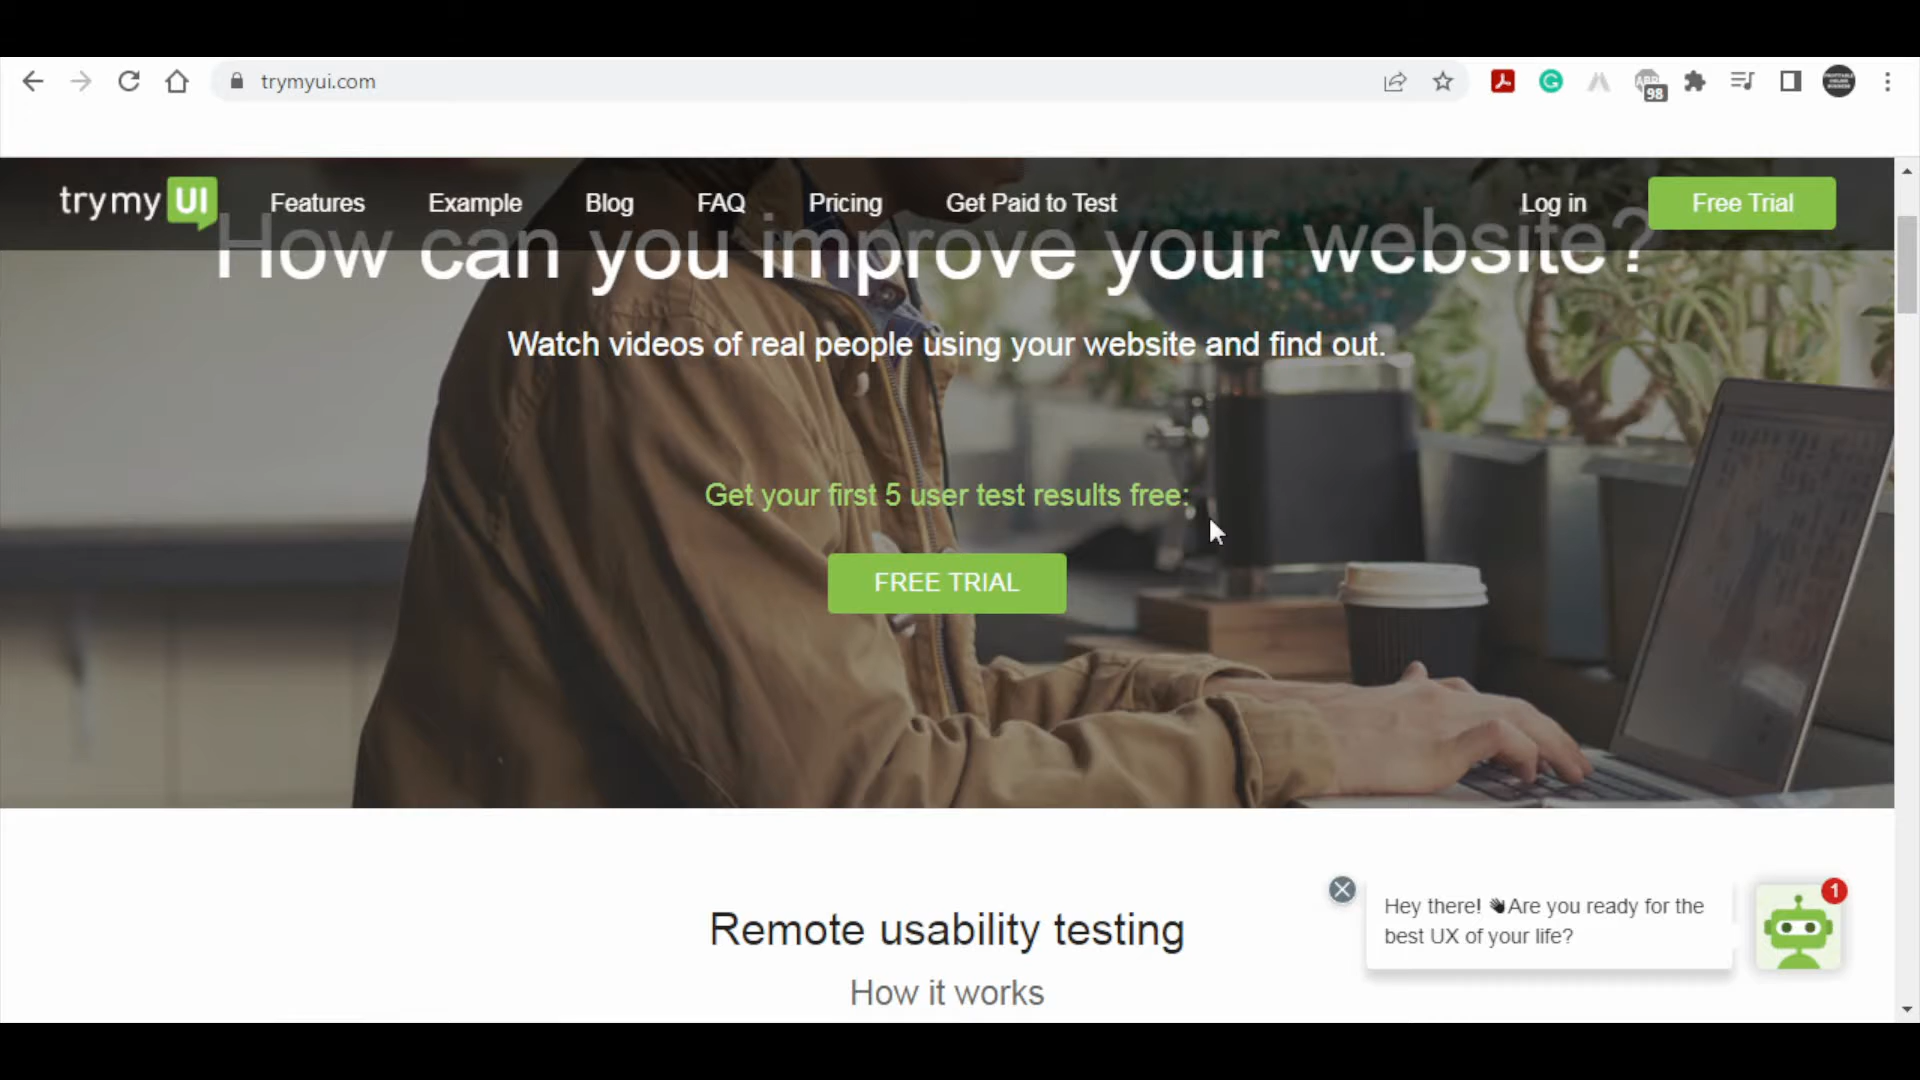 trymyui.com
ABP
98
trymy UI
Features
Example
Blog
FAQ
Pricing
Get Paid to Test
Log in
Free Trial
How can you improve your website?
Watch videos of real people using your website and find out.
Get your first 5 user test results free:
FREE TRIAL
Remote usability testing
How it works
Hey there! 👋Are you ready for the
best UX of your life?
1